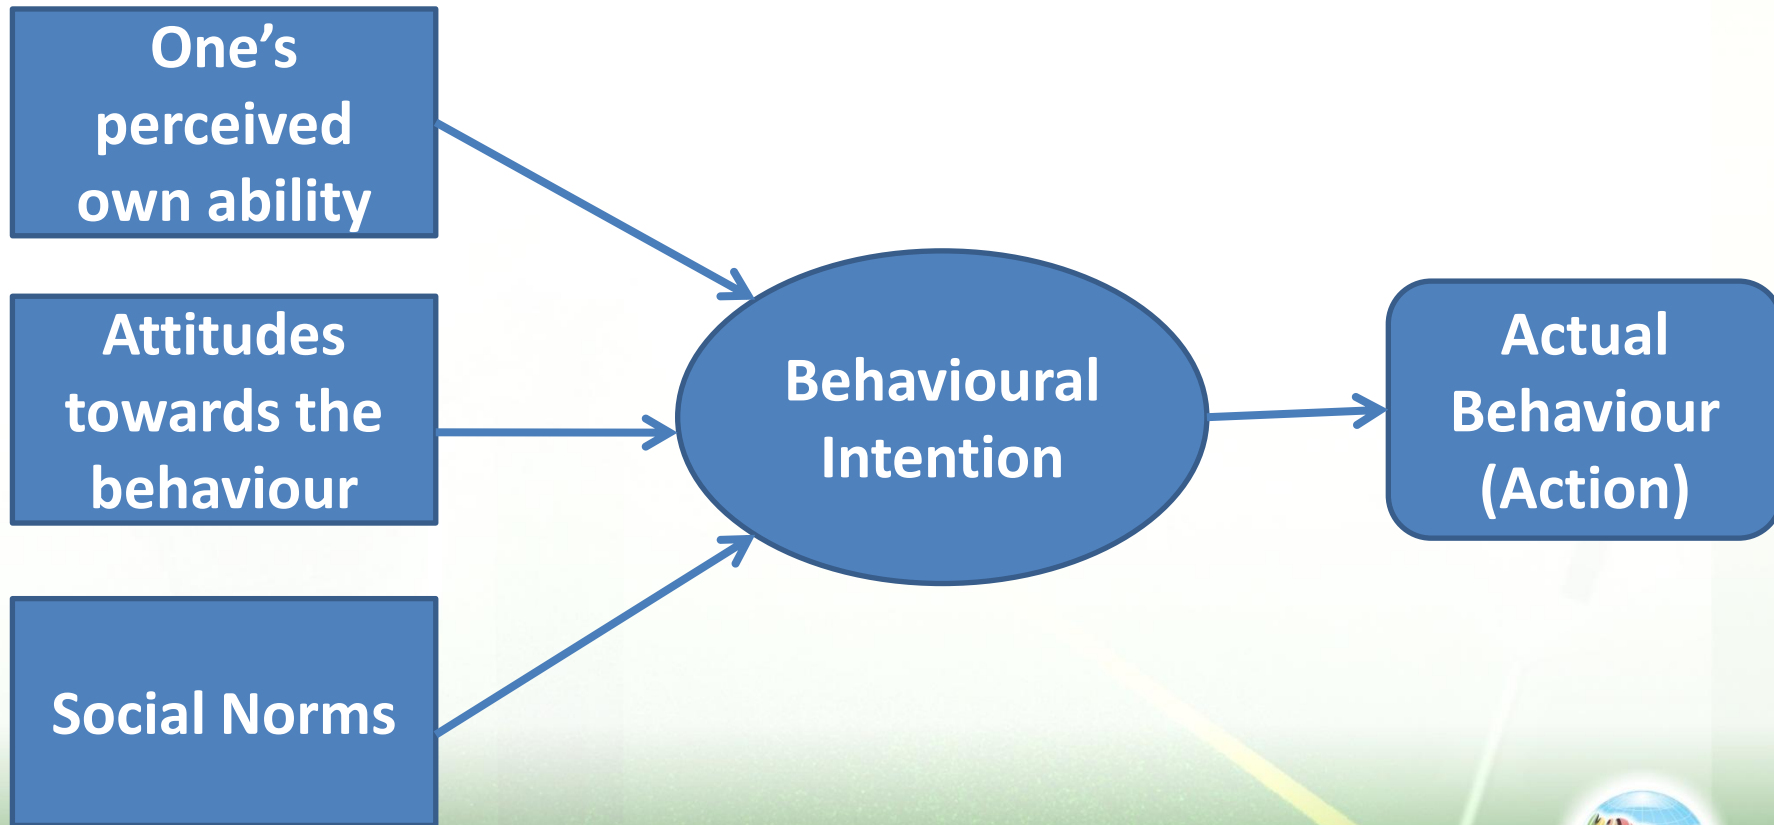 One’s
perceived
own ability
Attitudes
towards the
behaviour
Social Norms
Behavioural
Intention
Actual
Behaviour
(Action)